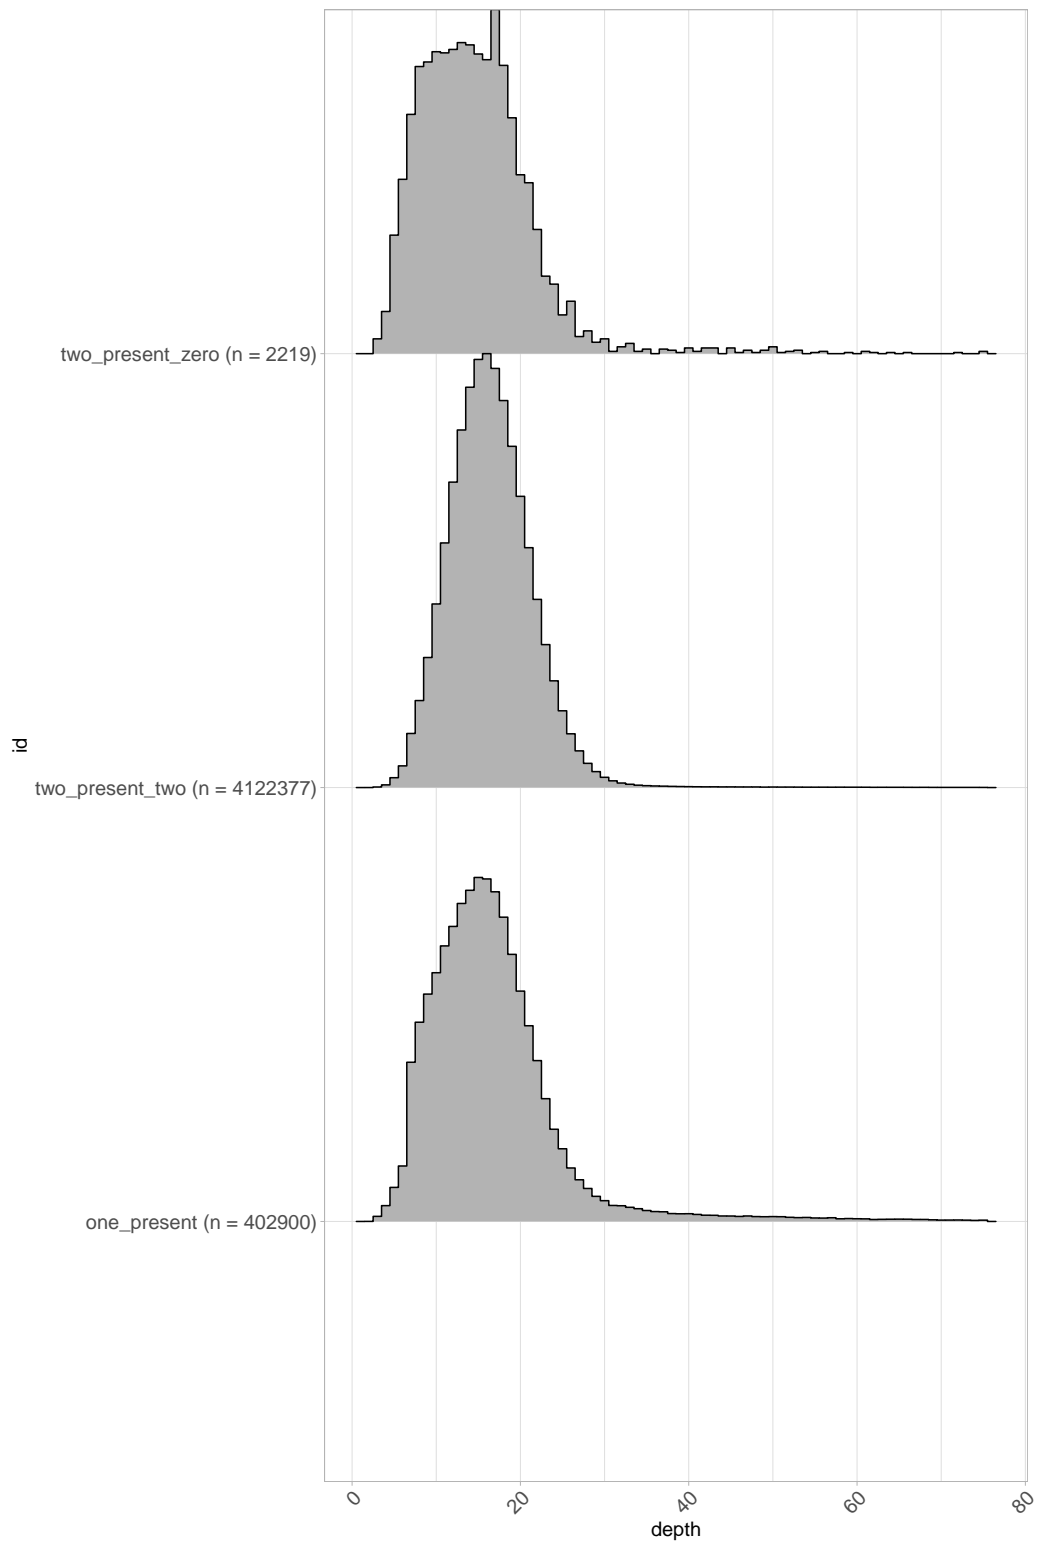 two_present_zero (n = 2219)
id
two_present_two (n = 4122377)
one_present (n = 402900)
0 20 40 60 80
depth